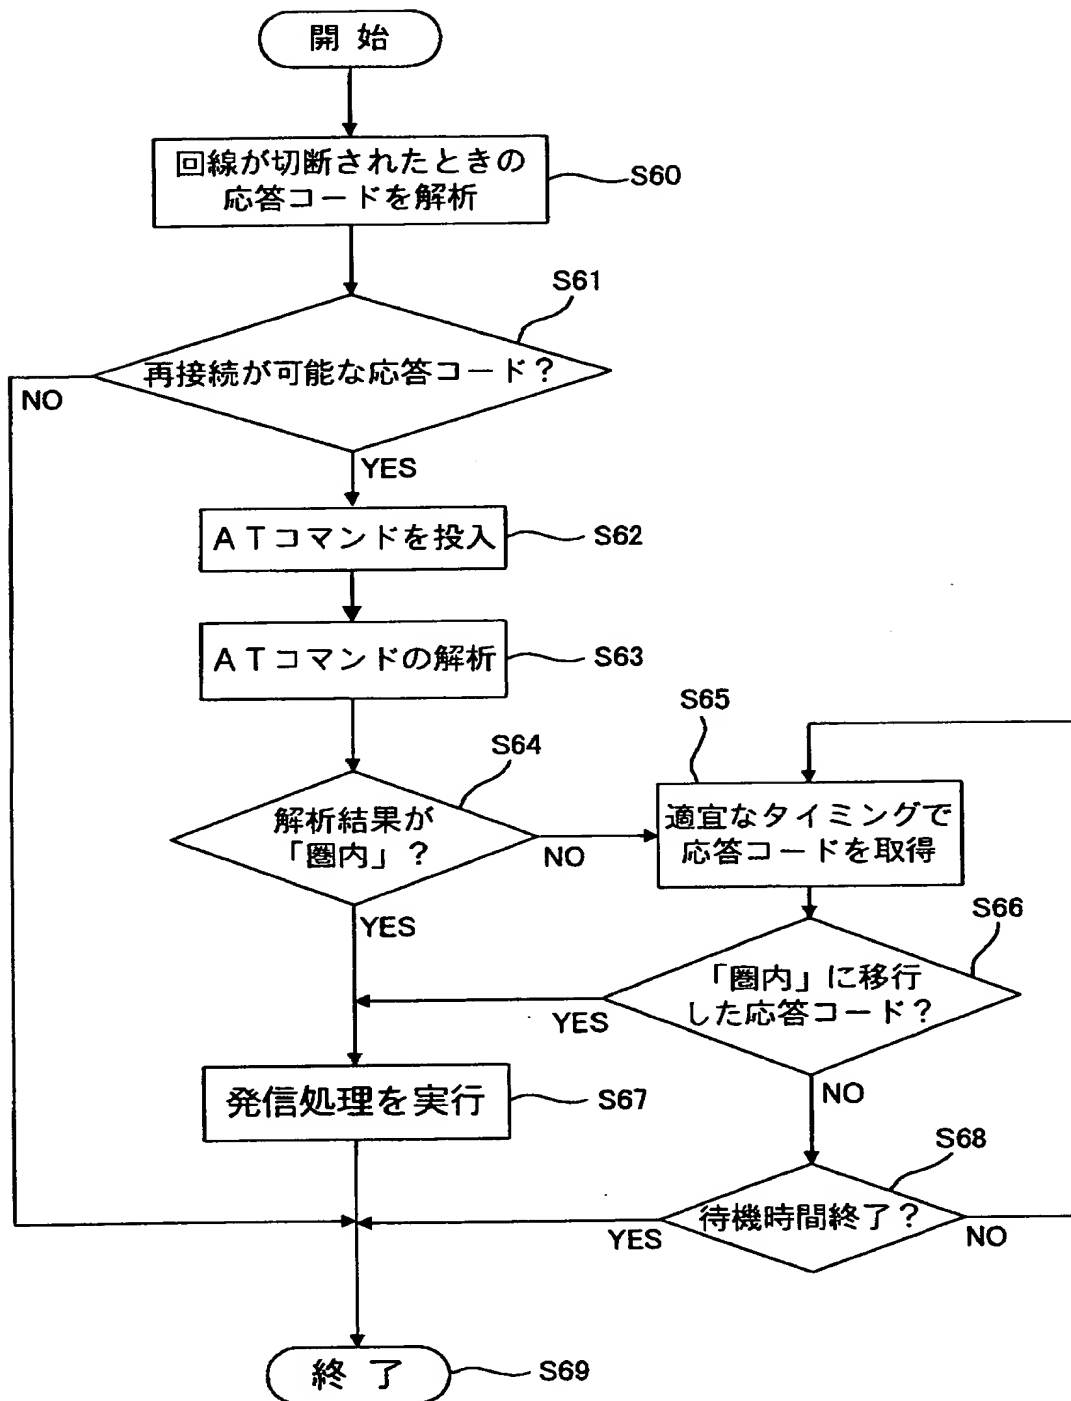 開 始
回線が切断されたときの
応答コードを解析
S60
S61
再接続が可能な応答コード？
NO
YES
ＡＴコマンドを投入
S62
ＡＴコマンドの解析
S63
S64
解析結果が
「圏内」？
NO
YES
S65
適宜なタイミングで
応答コードを取得
S66
「圏内」に移行
した応答コード？
YES
NO
発信処理を実行
S67
S68
待機時間終了？
YES
NO
終 了
S69